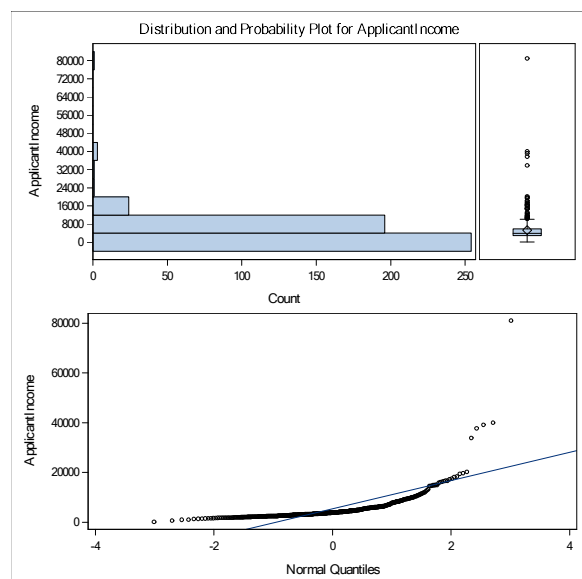 Distribution and Probability Plot for ApplicantIncome
80000
72000
64000
56000
48000
40000
32000
24000
16000
8000
0
ApplicantIncome
0 50 100 150 200 250
Count
80000
60000
40000
20000
0
ApplicantIncome
-4 -2 0 2 4
Normal Quantiles